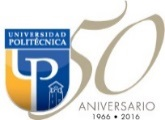 UNIVERSIDAD
POLITÉCNICA
UP
50
ANIVERSARIO
1966 • 2016